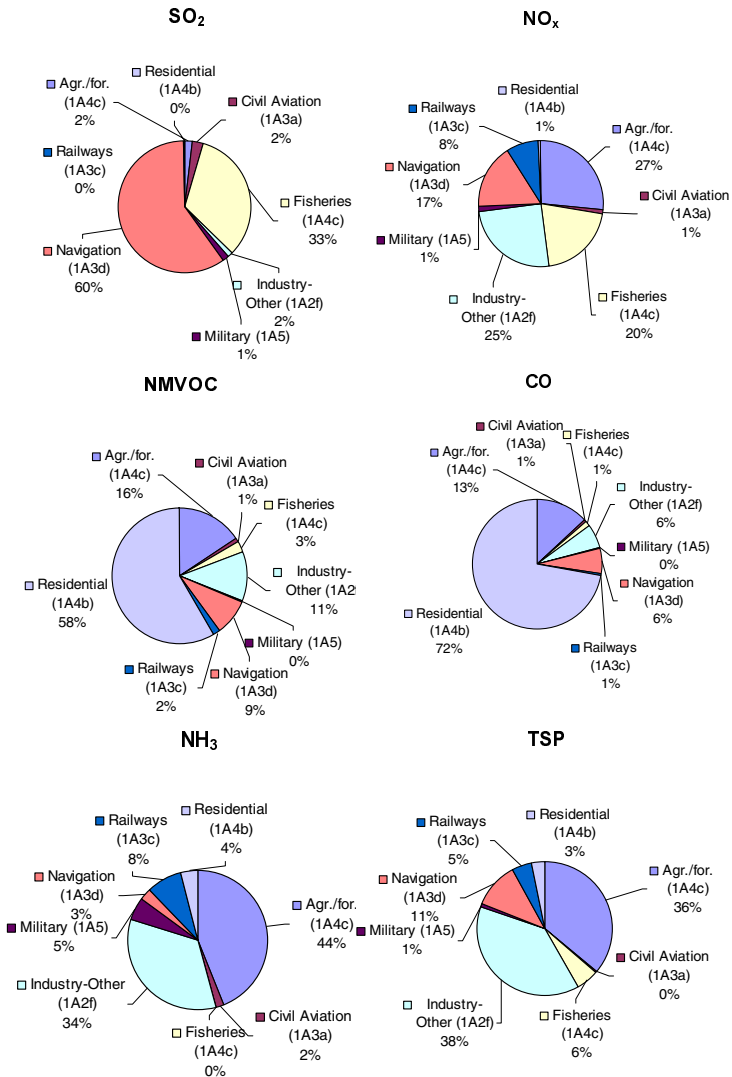 SO2
Residential
(1A4b)
0%
Agr./for.
(1A4c)
2%
Civil Aviation
(1A3a)
2%
Railways
(1A3c)
0%
Fisheries
(1A4c)
33%
Navigation
(1A3d)
60%
Industry-
Other (1A2f)
2%
Military (1A5)
1%
NOx
Residential
(1A4b)
1%
Railways
(1A3c)
8%
Agr./for.
(1A4c)
27%
Navigation
(1A3d)
17%
Civil Aviation
(1A3a)
1%
Military (1A5)
1%
Industry-
Other (1A2f)
25%
Fisheries
(1A4c)
20%
NMVOC
Agr./for.
(1A4c)
16%
Civil Aviation
(1A3a)
1%
Fisheries
(1A4c)
3%
Industry-
Other (1A2
11%
Residential
(1A4b)
58%
Military (1A5)
0%
Railways
(1A3c)
2%
Navigation
(1A3d)
9%
CO
Civil Aviation
(1A3a)
1%
Fisheries
(1A4c)
1%
Agr./for.
(1A4c)
13%
Industry-
Other (1A2f)
6%
Military (1A5)
0%
Navigation
(1A3d)
6%
Residential
(1A4b)
72%
Railways
(1A3c)
1%
NH3
Residential
(1A4b)
4%
Railways
(1A3c)
8%
Navigation
(1A3d)
3%
Agr./for.
(1A4c)
44%
Military (1A5)
5%
Industry-Other
(1A2f)
34%
Civil Aviation
(1A3a)
2%
Fisheries
(1A4c)
0%
TSP
Residential
(1A4b)
3%
Railways
(1A3c)
5%
Agr./for.
(1A4c)
36%
Navigation
(1A3d)
11%
Military (1A5)
1%
Civil Aviation
(1A3a)
0%
Industry-
Other (1A2f)
38%
Fisheries
(1A4c)
6%